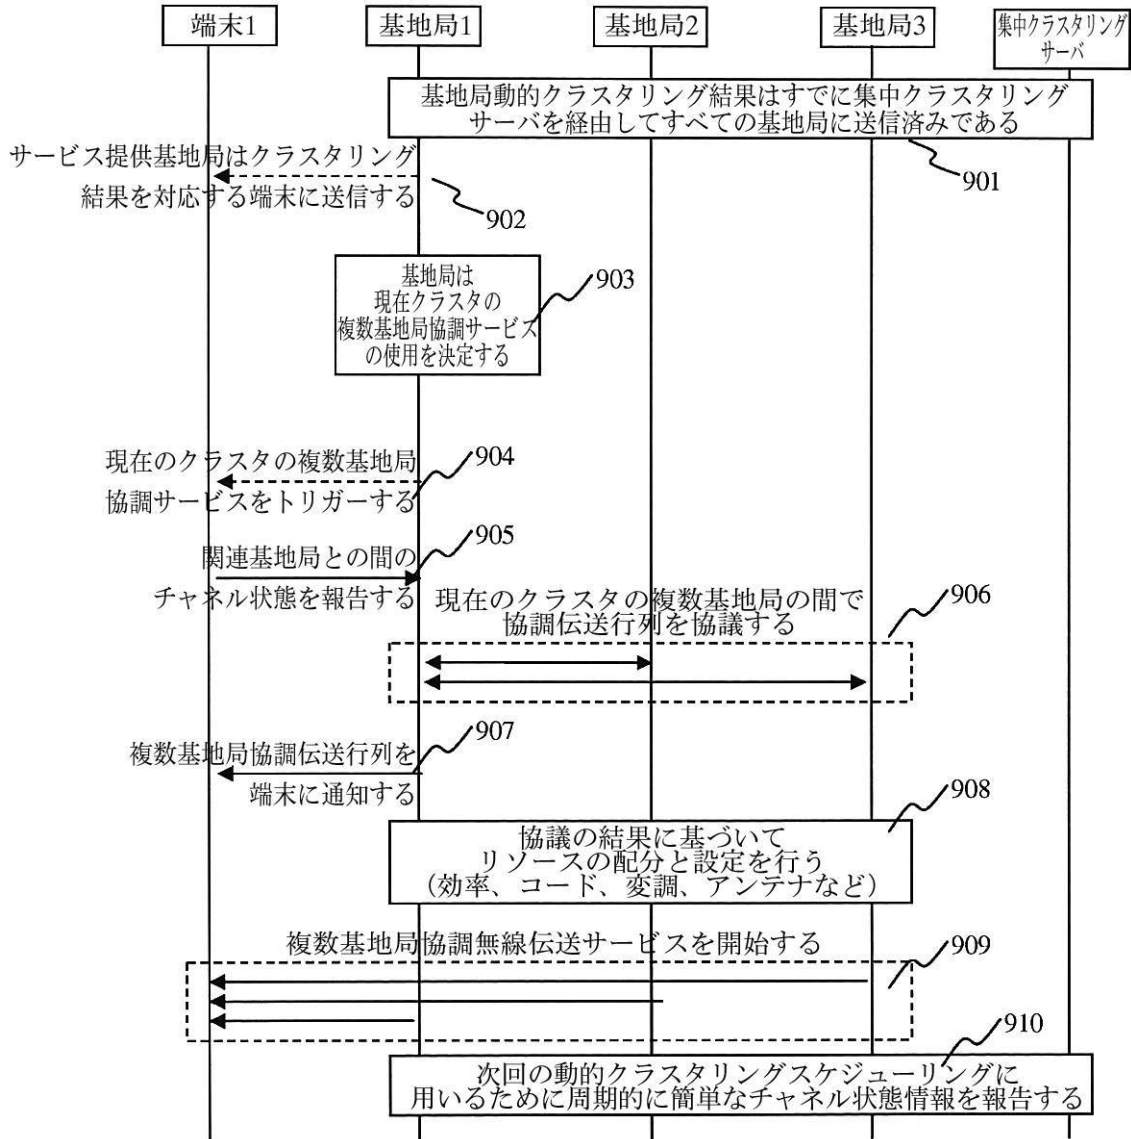 端末1
基地局1
基地局2
基地局3
集中クラスタリング
サーバ
基地局動的クラスタリング結果はすでに集中クラスタリング
サーバを経由してすべての基地局に送信済みである
901
サービス提供基地局はクラスタリング
結果を対応する端末に送信する
902
基地局は
現在クラスタの
複数基地局協調サービス
の使用を決定する
903
現在のクラスタの複数基地局
協調サービスをトリガーする
904
関連基地局との間の
チャネル状態を報告する
905
現在のクラスタの複数基地局の間で
協調伝送行列を協議する
906
複数基地局協調伝送行列を
端末に通知する
907
協議の結果に基づいて
リソースの配分と設定を行う
(効率、コード、変調、アンテナなど)
908
複数基地局協調無線伝送サービスを開始する
909
910
次回の動的クラスタリングスケジューリングに
用いるために周期的に簡単なチャネル状態情報を報告する